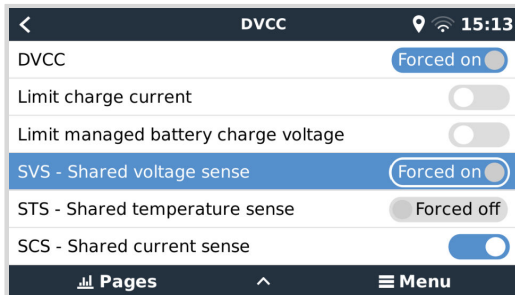 DVCC 15:13
DVCC Forced on
Limit charge current
Limit managed battery charge voltage
SVS - Shared voltage sense Forced on
STS - Shared temperature sense Forced off
SCS - Shared current sense
Pages Menu